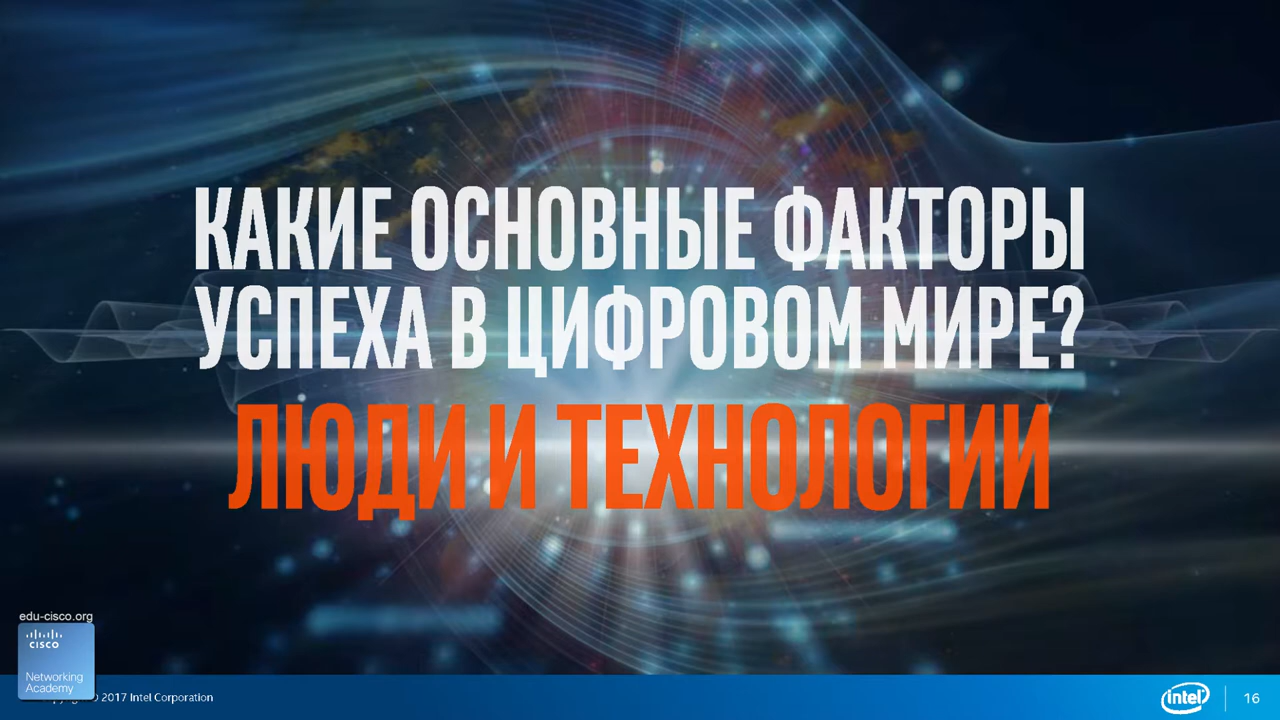 КАКИЕ ОСНОВНЫЕ ФАКТОРЫ
УСПЕХА В ЦИФРОВОМ МИРЕ?
ЛЮДИ И ТЕХНОЛОГИИ
edu-cisco.org
CISCO
Networking
Academy
2017 Intel Corporation
intel
16